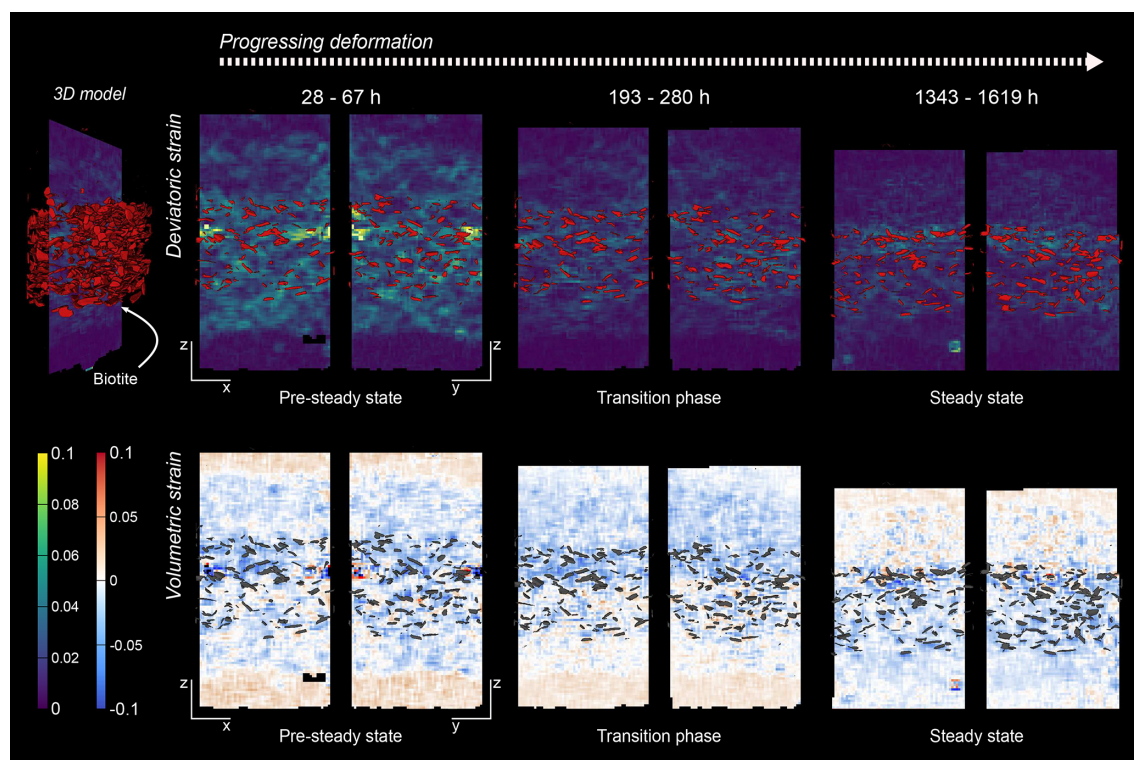 Progressing deformation
3D model
28 - 67 h
193 - 280 h
1343 - 1619 h
Deviatoric strain
Biotite
z
x
y
z
Pre-steady state
Transition phase
Steady state
Volumetric strain
0.1
0.08
0.06
0.04
0.02
0
0.1
0.05
0
-0.05
-0.1
z
x
y
z
Pre-steady state
Transition phase
Steady state